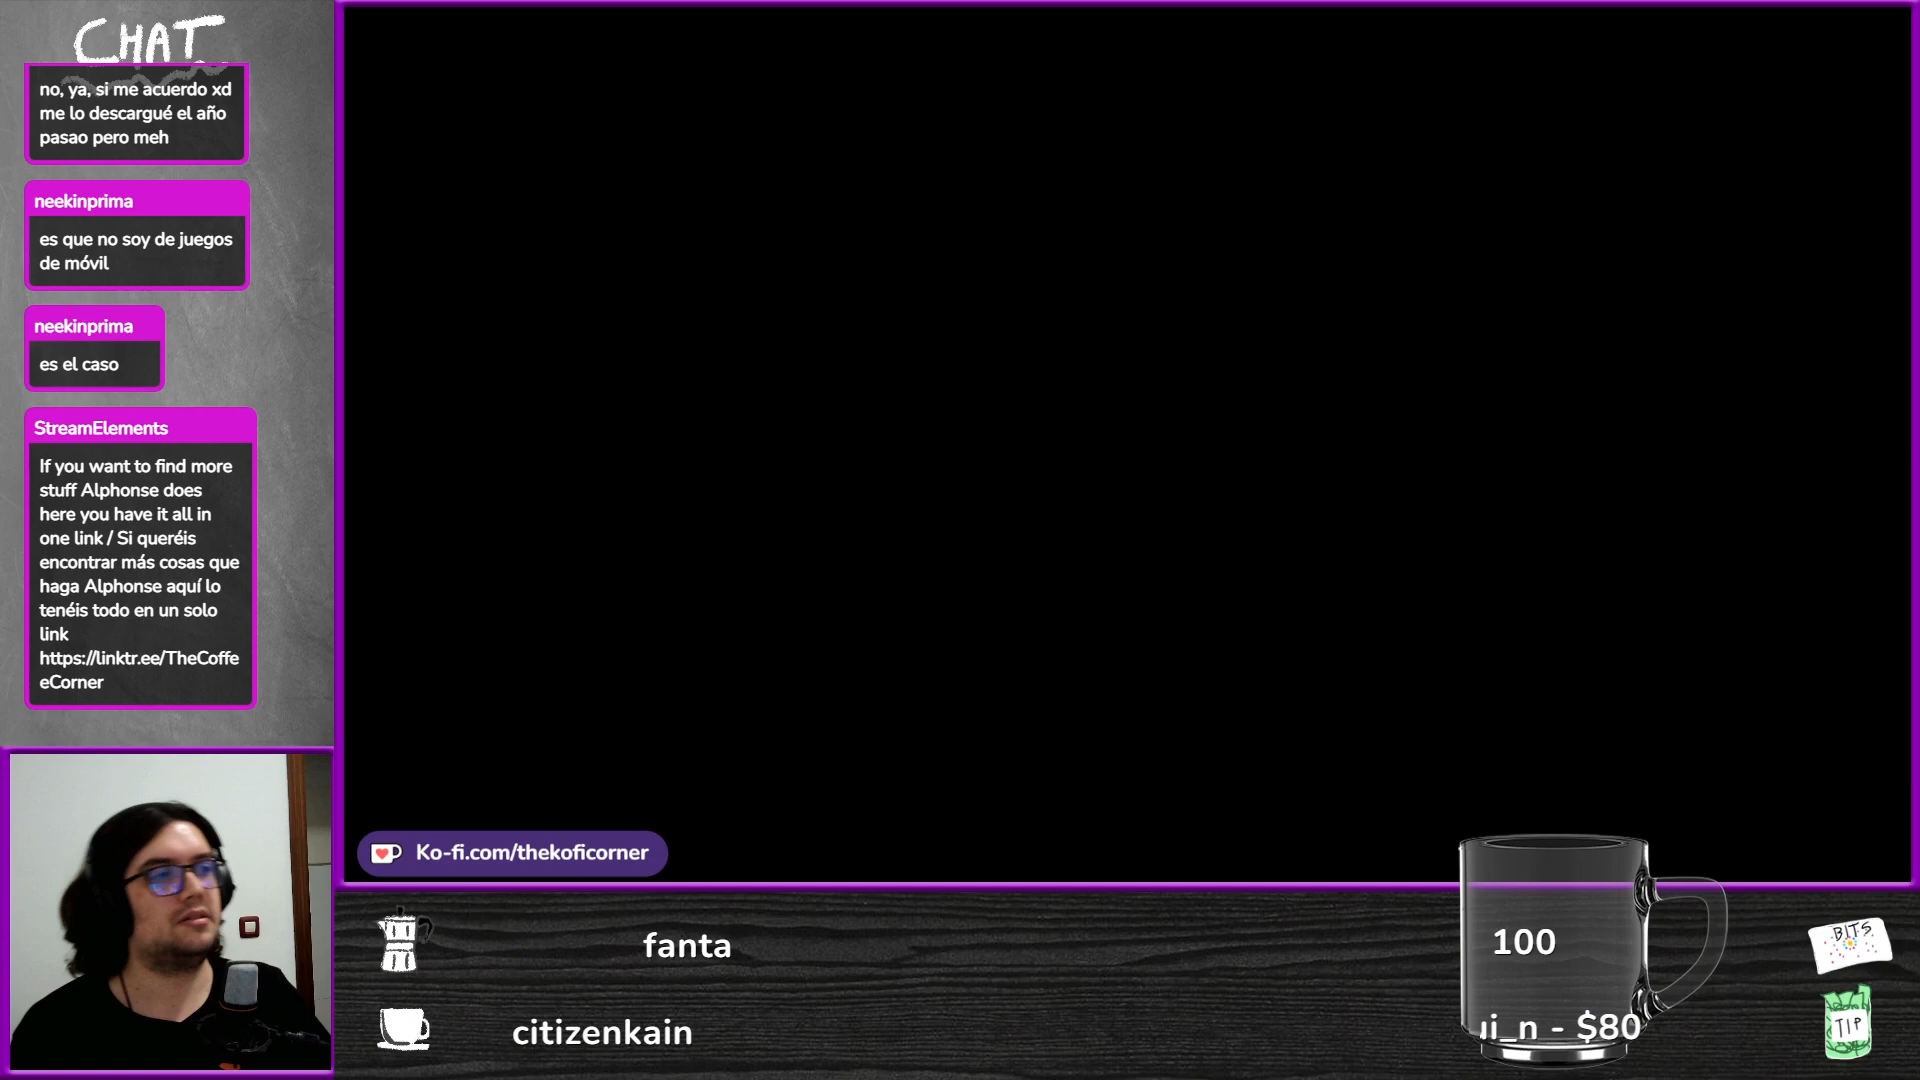 CHAT
no, ya, si me acuerdo xd
me lo descargué el año
pasao pero meh
neekinprima
es que no soy de juegos
de móvil
neekinprima
es el caso
StreamElements
If you want to find more
stuff Alphonse does
here you have it all in
one link / Si queréis
encontrar más cosas que
haga Alphonse aquí lo
tenéis todo en un solo
link
https://linktr.ee/TheCoffe
eCorner
Ko-fi.com/thekoficorner
fanta
citizenkain
100
i_n - $80
BITS
TIP